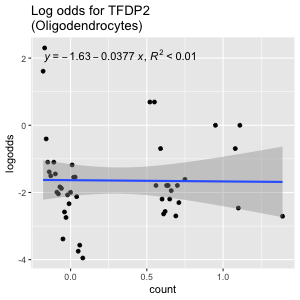 Log odds for TFDP2
(Oligodendrocytes)
y = −1.63 − 0.0377 x, R² < 0.01
logodds
2
0
-2
-4
0.0 0.5 1.0
count